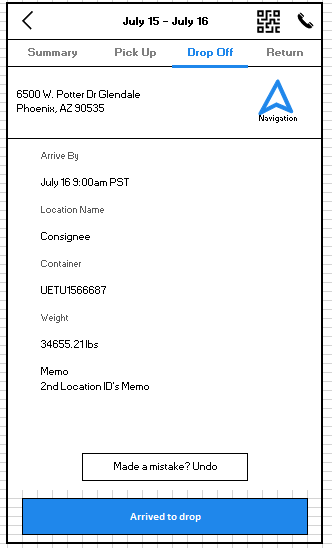 July 15 - July 16
Summary Pick Up Drop Off Return
6500 W. Potter Dr Glendale
Phoenix, AZ 90535
Navigation
Arrive By
July 16 9:00am PST
Location Name
Consignee
Container
UETU1566687
Weight
34655.21 lbs
Memo
2nd Location ID's Memo
Made a mistake? Undo
Arrived to drop